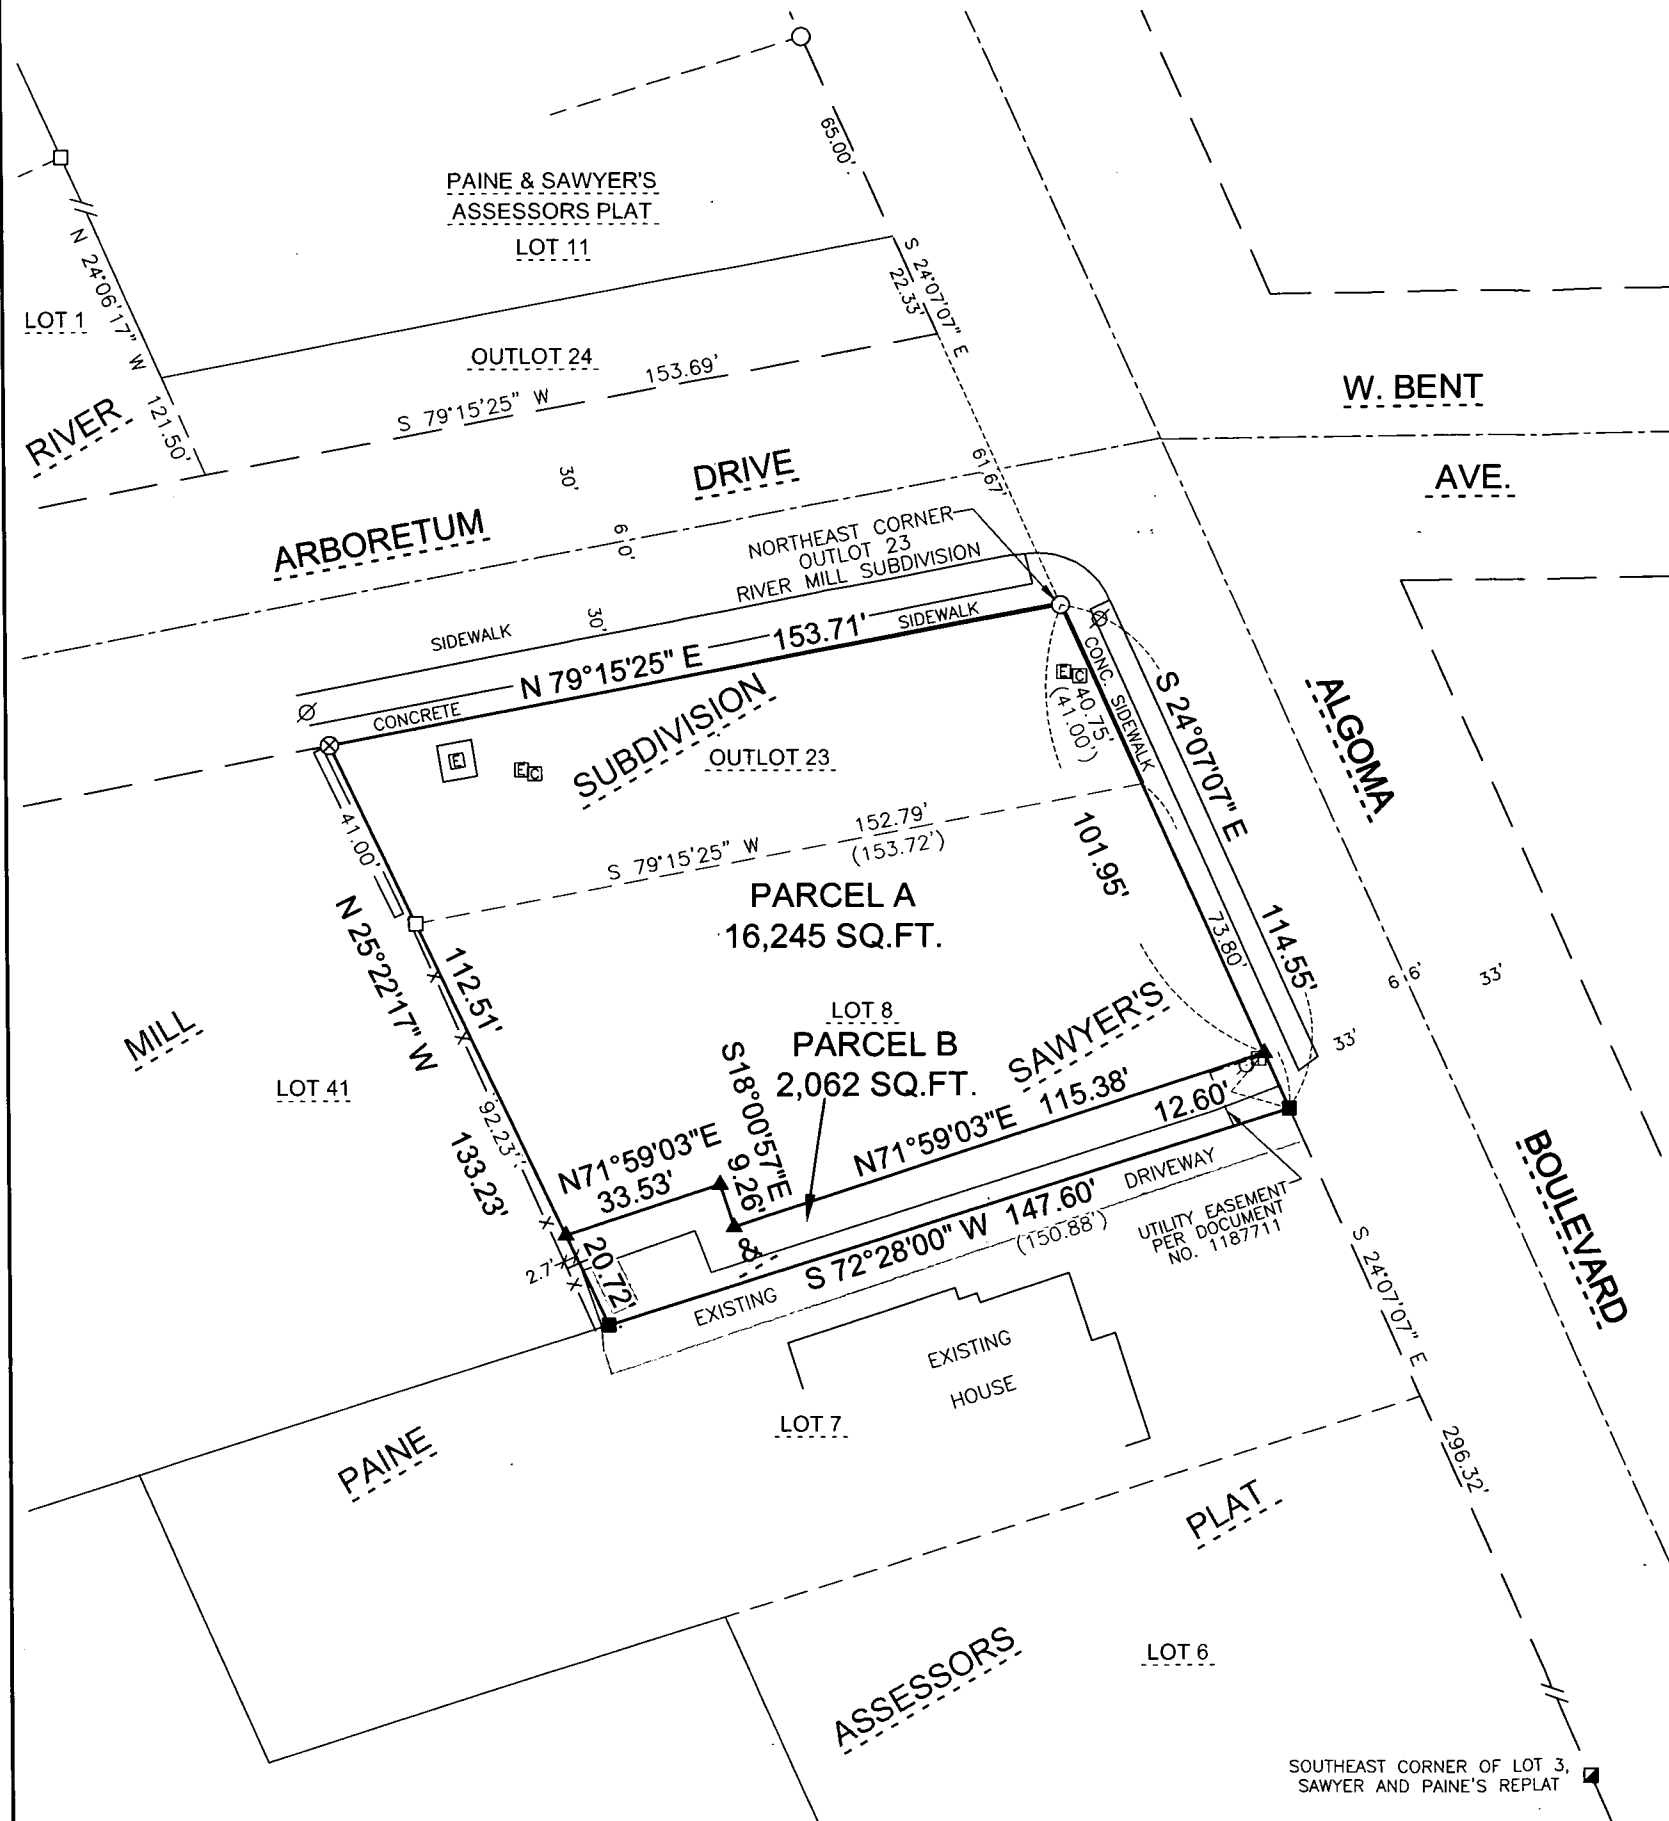 65.00'
PAINE & SAWYER'S
ASSESSORS PLAT
LOT 11
N 24°06'17" W
121.50'
LOT 1
S 24°07'07" E
22.33'
OUTLOT 24
S 79°15'25" W 153.69'
W. BENT
AVE.
RIVER
ARBORETUM DRIVE
30'
60'
30'
61.67'
NORTHEAST CORNER
OUTLOT 23
RIVER MILL SUBDIVISION
SIDEWALK
N 79°15'25" E 153.71'
SIDEWALK
CONCRETE
E
E C
E C
SUBDIVISION
OUTLOT 23
40.75'
(41.00')
CONC. SIDEWALK
S 24°07'07" E
114.55'
ALGOMA
BOULEVARD
41.00'
S 79°15'25" W 152.79'
(153.72')
101.95'
73.80'
PARCEL A
16,245 SQ.FT.
N 25°22'17" W
133.23'
112.51'
92.23'
66'
33'
33'
MILL
LOT 41
LOT 8
PARCEL B
2,062 SQ.FT.
SAWYER'S
N71°59'03"E
33.53'
S18°00'57"E
9.26'
N71°59'03"E 115.38'
12.60'
20.72'
2.7'
&
S 72°28'00" W 147.60'
(150.88')
EXISTING
DRIVEWAY
UTILITY EASEMENT
PER DOCUMENT
NO. 1187711
S 24°07'07" E
296.32'
EXISTING
HOUSE
LOT 7
PAINE
PLAT
ASSESSORS
LOT 6
SOUTHEAST CORNER OF LOT 3,
SAWYER AND PAINE'S REPLAT